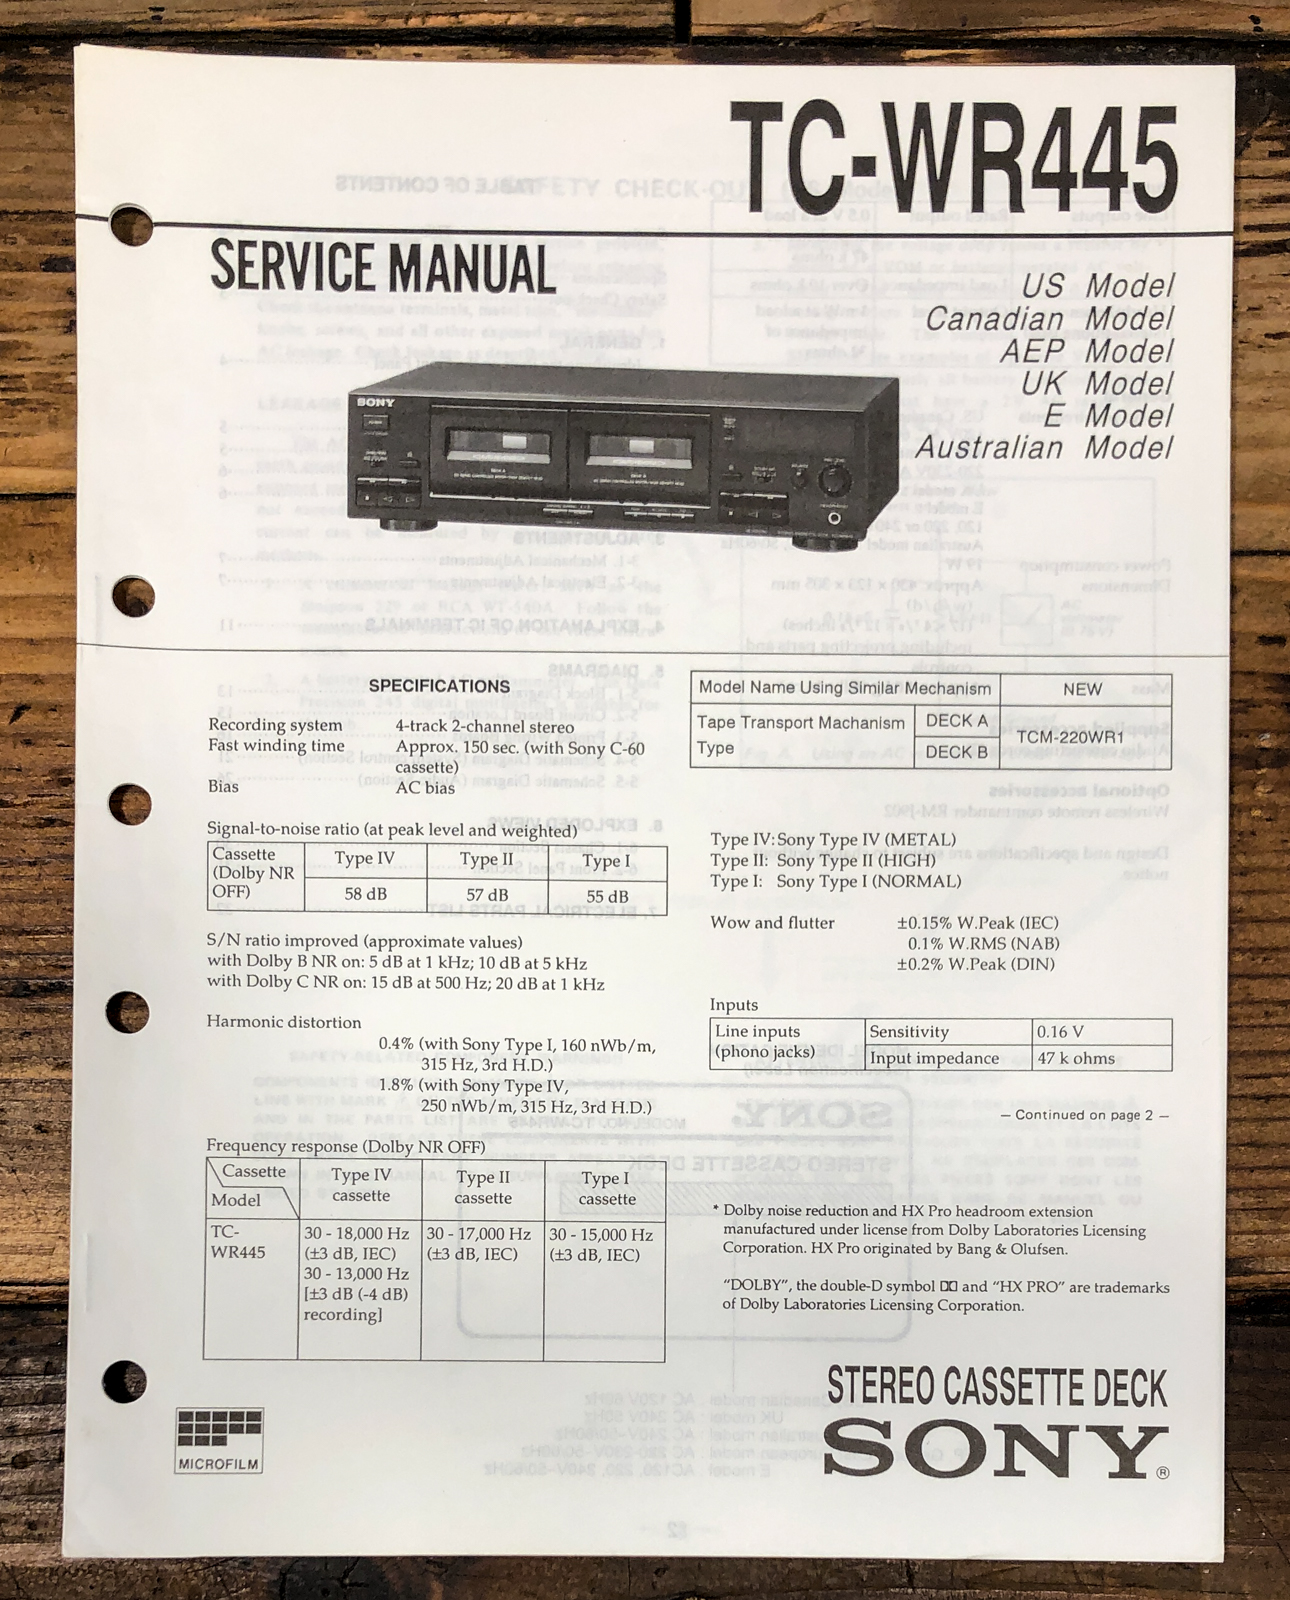 TC-WR445
SERVICE MANUAL
US Model
Canadian Model
AEP Model
UK Model
E Model
Australian Model
SONY
SPECIFICATIONS
Recording system 4-track 2-channel stereo
Fast winding time Approx. 150 sec. (with Sony C-60
cassette)
Bias AC bias
Signal-to-noise ratio (at peak level and weighted)
Cassette Type IV Type II Type I
(Dolby NR
OFF) 58 dB 57 dB 55 dB
S/N ratio improved (approximate values)
with Dolby B NR on: 5 dB at 1 kHz; 10 dB at 5 kHz
with Dolby C NR on: 15 dB at 500 Hz; 20 dB at 1 kHz
Harmonic distortion
0.4% (with Sony Type I, 160 nWb/m,
315 Hz, 3rd H.D.)
1.8% (with Sony Type IV,
250 nWb/m, 315 Hz, 3rd H.D.)
Frequency response (Dolby NR OFF)
Cassette Type IV Type II Type I
Model cassette cassette cassette
TC- 30 - 18,000 Hz 30 - 17,000 Hz 30 - 15,000 Hz
WR445 (±3 dB, IEC) (±3 dB, IEC) (±3 dB, IEC)
30 - 13,000 Hz
[±3 dB (-4 dB)
recording]
MICROFILM
Model Name Using Similar Mechanism NEW
Tape Transport Machanism DECK A TCM-220WR1
Type DECK B
Type IV: Sony Type IV (METAL)
Type II: Sony Type II (HIGH)
Type I: Sony Type I (NORMAL)
Wow and flutter ±0.15% W.Peak (IEC)
0.1% W.RMS (NAB)
±0.2% W.Peak (DIN)
Inputs
Line inputs Sensitivity 0.16 V
(phono jacks) Input impedance 47 k ohms
— Continued on page 2 —
* Dolby noise reduction and HX Pro headroom extension
manufactured under license from Dolby Laboratories Licensing
Corporation. HX Pro originated by Bang & Olufsen.
“DOLBY”, the double-D symbol and “HX PRO” are trademarks
of Dolby Laboratories Licensing Corporation.
STEREO CASSETTE DECK
SONY®